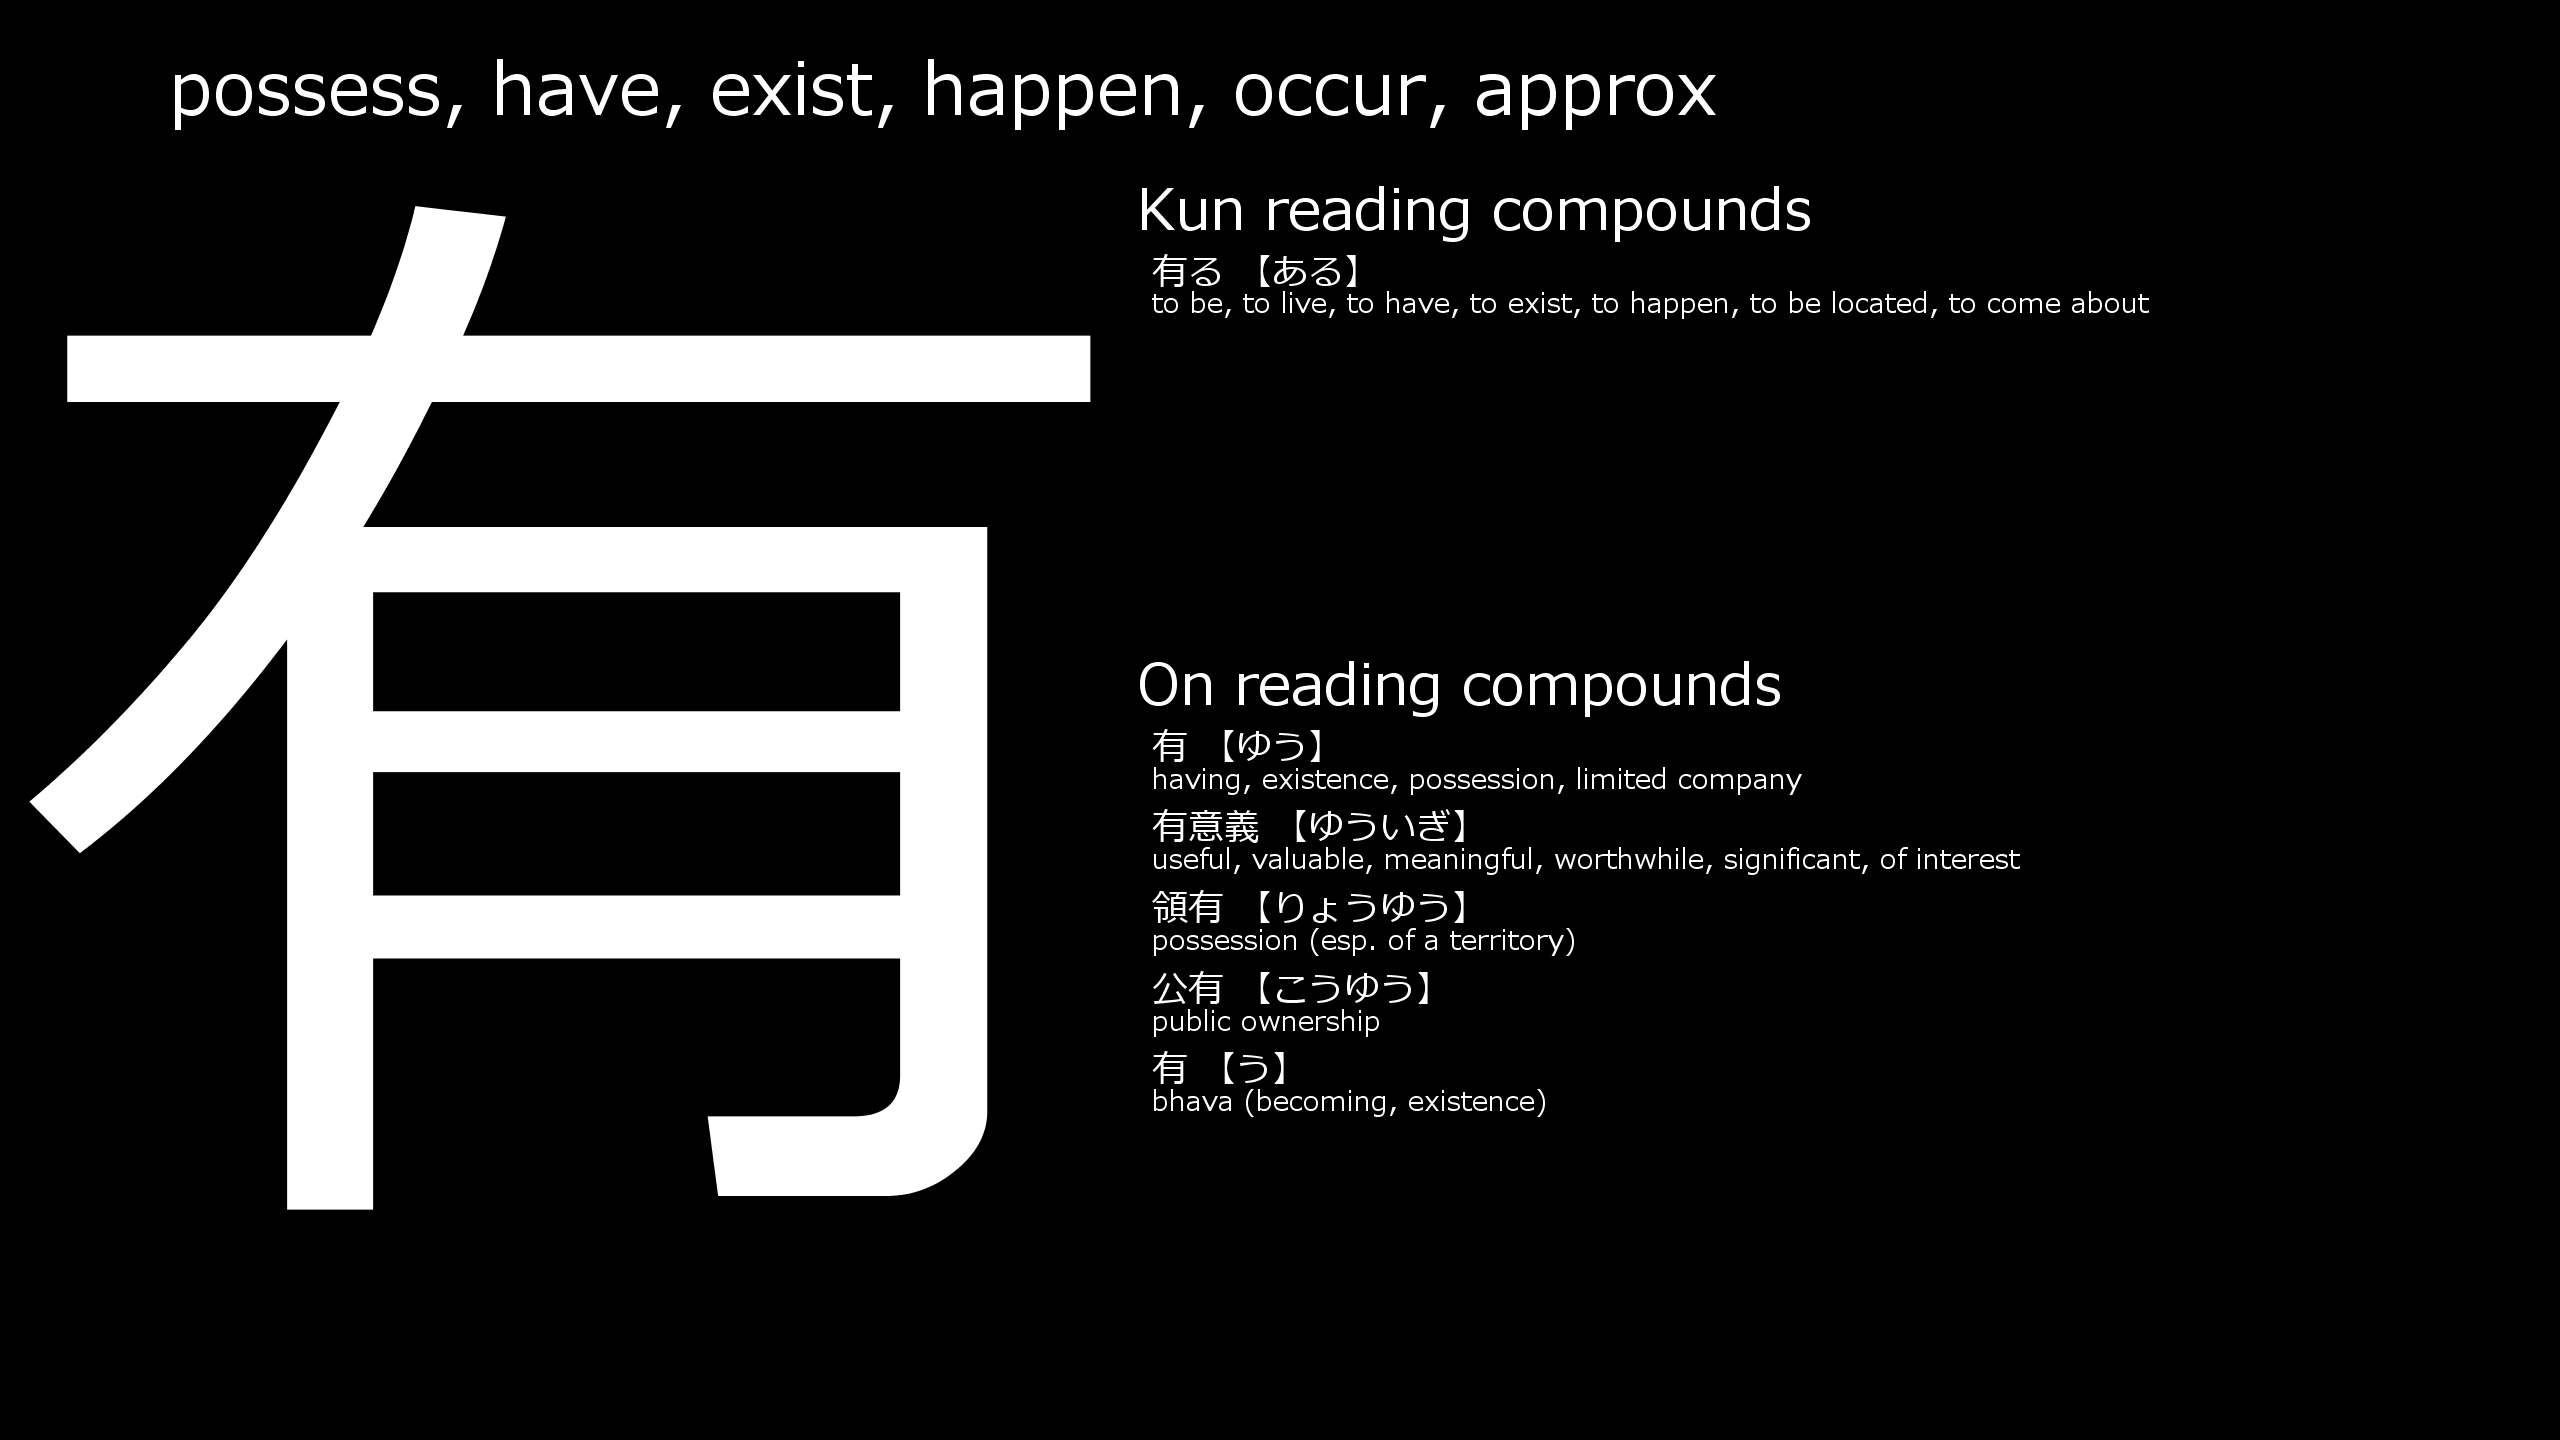 possess, have, exist, happen, occur, approx
有
Kun reading compounds
有る 【ある】
to be, to live, to have, to exist, to happen, to be located, to come about
On reading compounds
有 【ゆう】
having, existence, possession, limited company
有意義 【ゆういぎ】
useful, valuable, meaningful, worthwhile, significant, of interest
領有 【りょうゆう】
possession (esp. of a territory)
公有 【こうゆう】
public ownership
有 【う】
bhava (becoming, existence)